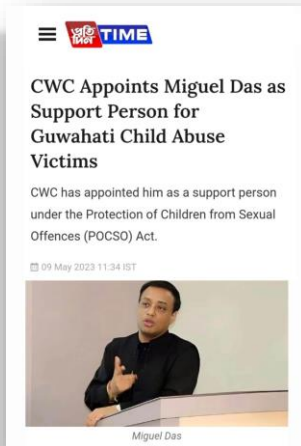 প্রতিদিন TIME
CWC Appoints Miguel Das as
Support Person for
Guwahati Child Abuse
Victims
CWC has appointed him as a support person
under the Protection of Children from Sexual
Offences (POCSO) Act.
09 May 2023 11:34 IST
Miguel Das